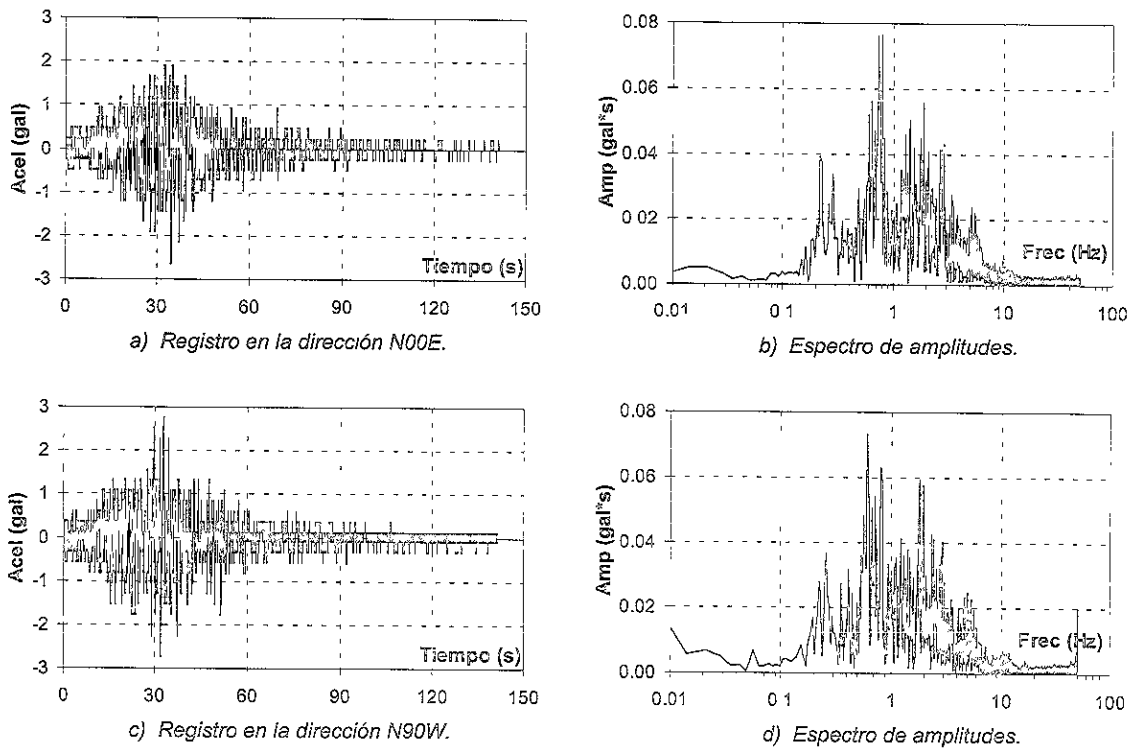 3
2
1
0
-1
-2
-3
Acel (gal)
Tiempo (s)
0 30 60 90 120 150
a) Registro en la dirección N00E.
0.08
0.06
0.04
0.02
0.00
Amp (gal*s)
Frec (Hz)
0.01 0 1 1 10 100
b) Espectro de amplitudes.
3
2
1
0
-1
-2
-3
Acel (gal)
Tiempo (s)
0 30 60 90 120 150
c) Registro en la dirección N90W.
0.08
0.06
0.04
0.02
0.00
Amp (gal*s)
Frec (Hz)
0.01 0 1 1 10 100
d) Espectro de amplitudes.